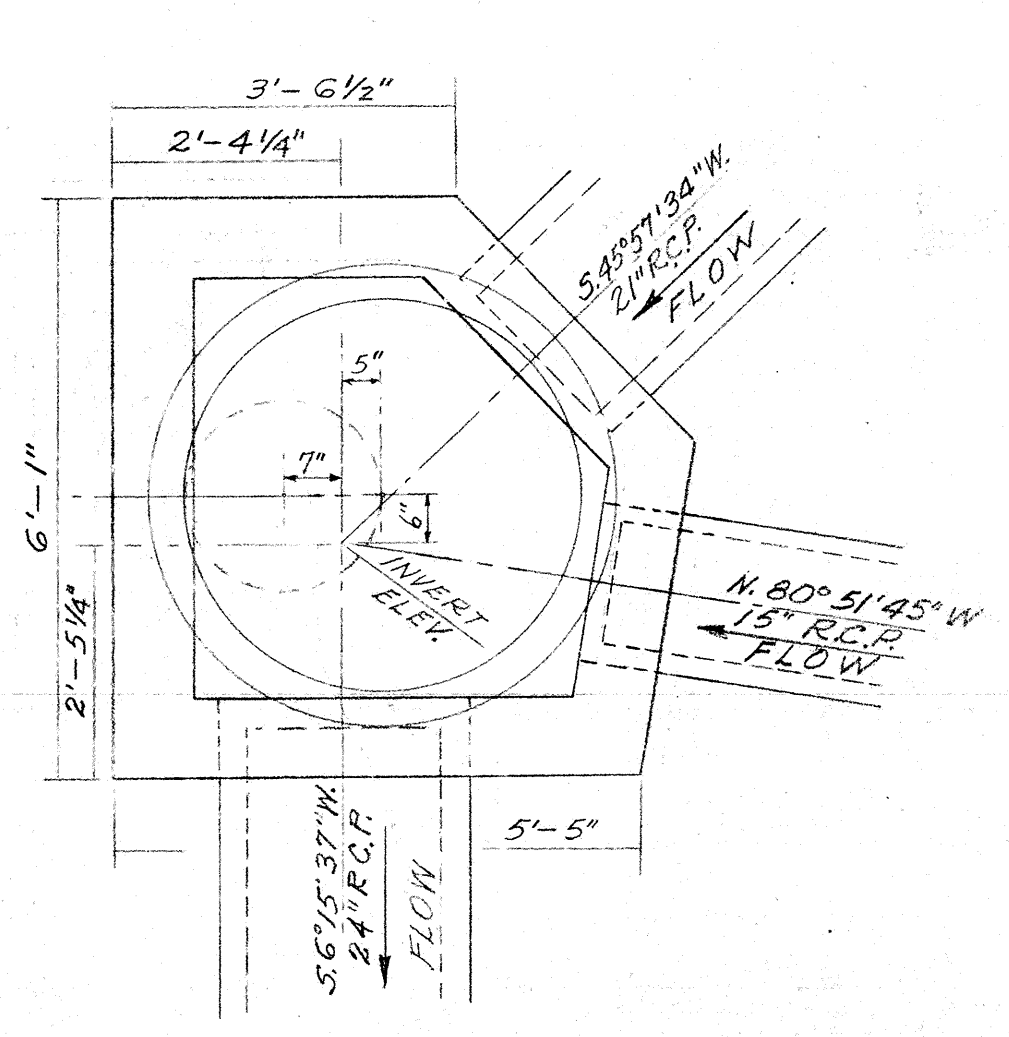 3'-6½"
2'-4¼"
S.45°57'34"W.
21"R.C.P.
FLOW
5"
7"
6'-1"
6"
INVERT
ELEV.
N. 80°51'45"W
15" R.C.P.
FLOW
2'-5¼"
5'-5"
S.6°15'37"W.
24"R.C.P.
FLOW